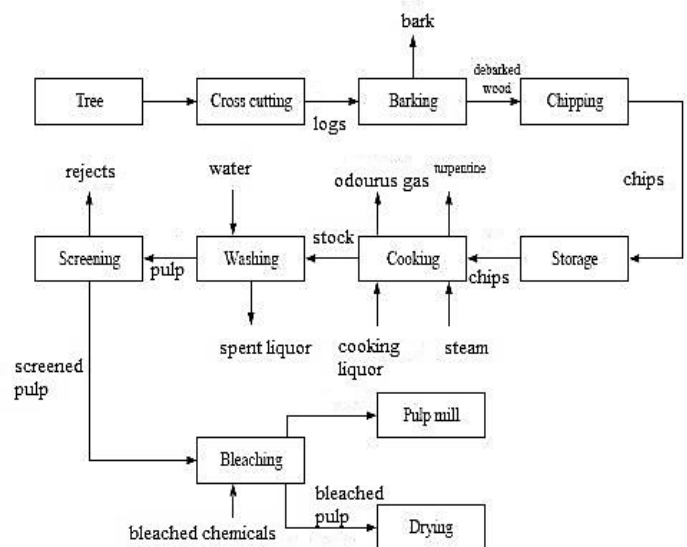 bark
debarked
wood
Tree
Cross cutting
logs
Barking
Chipping
chips
rejects
water
odourus gas
turpentine
Screening
pulp
Washing
stock
Cooking
chips
Storage
spent liquor
cooking
liquor
steam
screened
pulp
Pulp mill
Bleaching
bleached
pulp
bleached chemicals
Drying